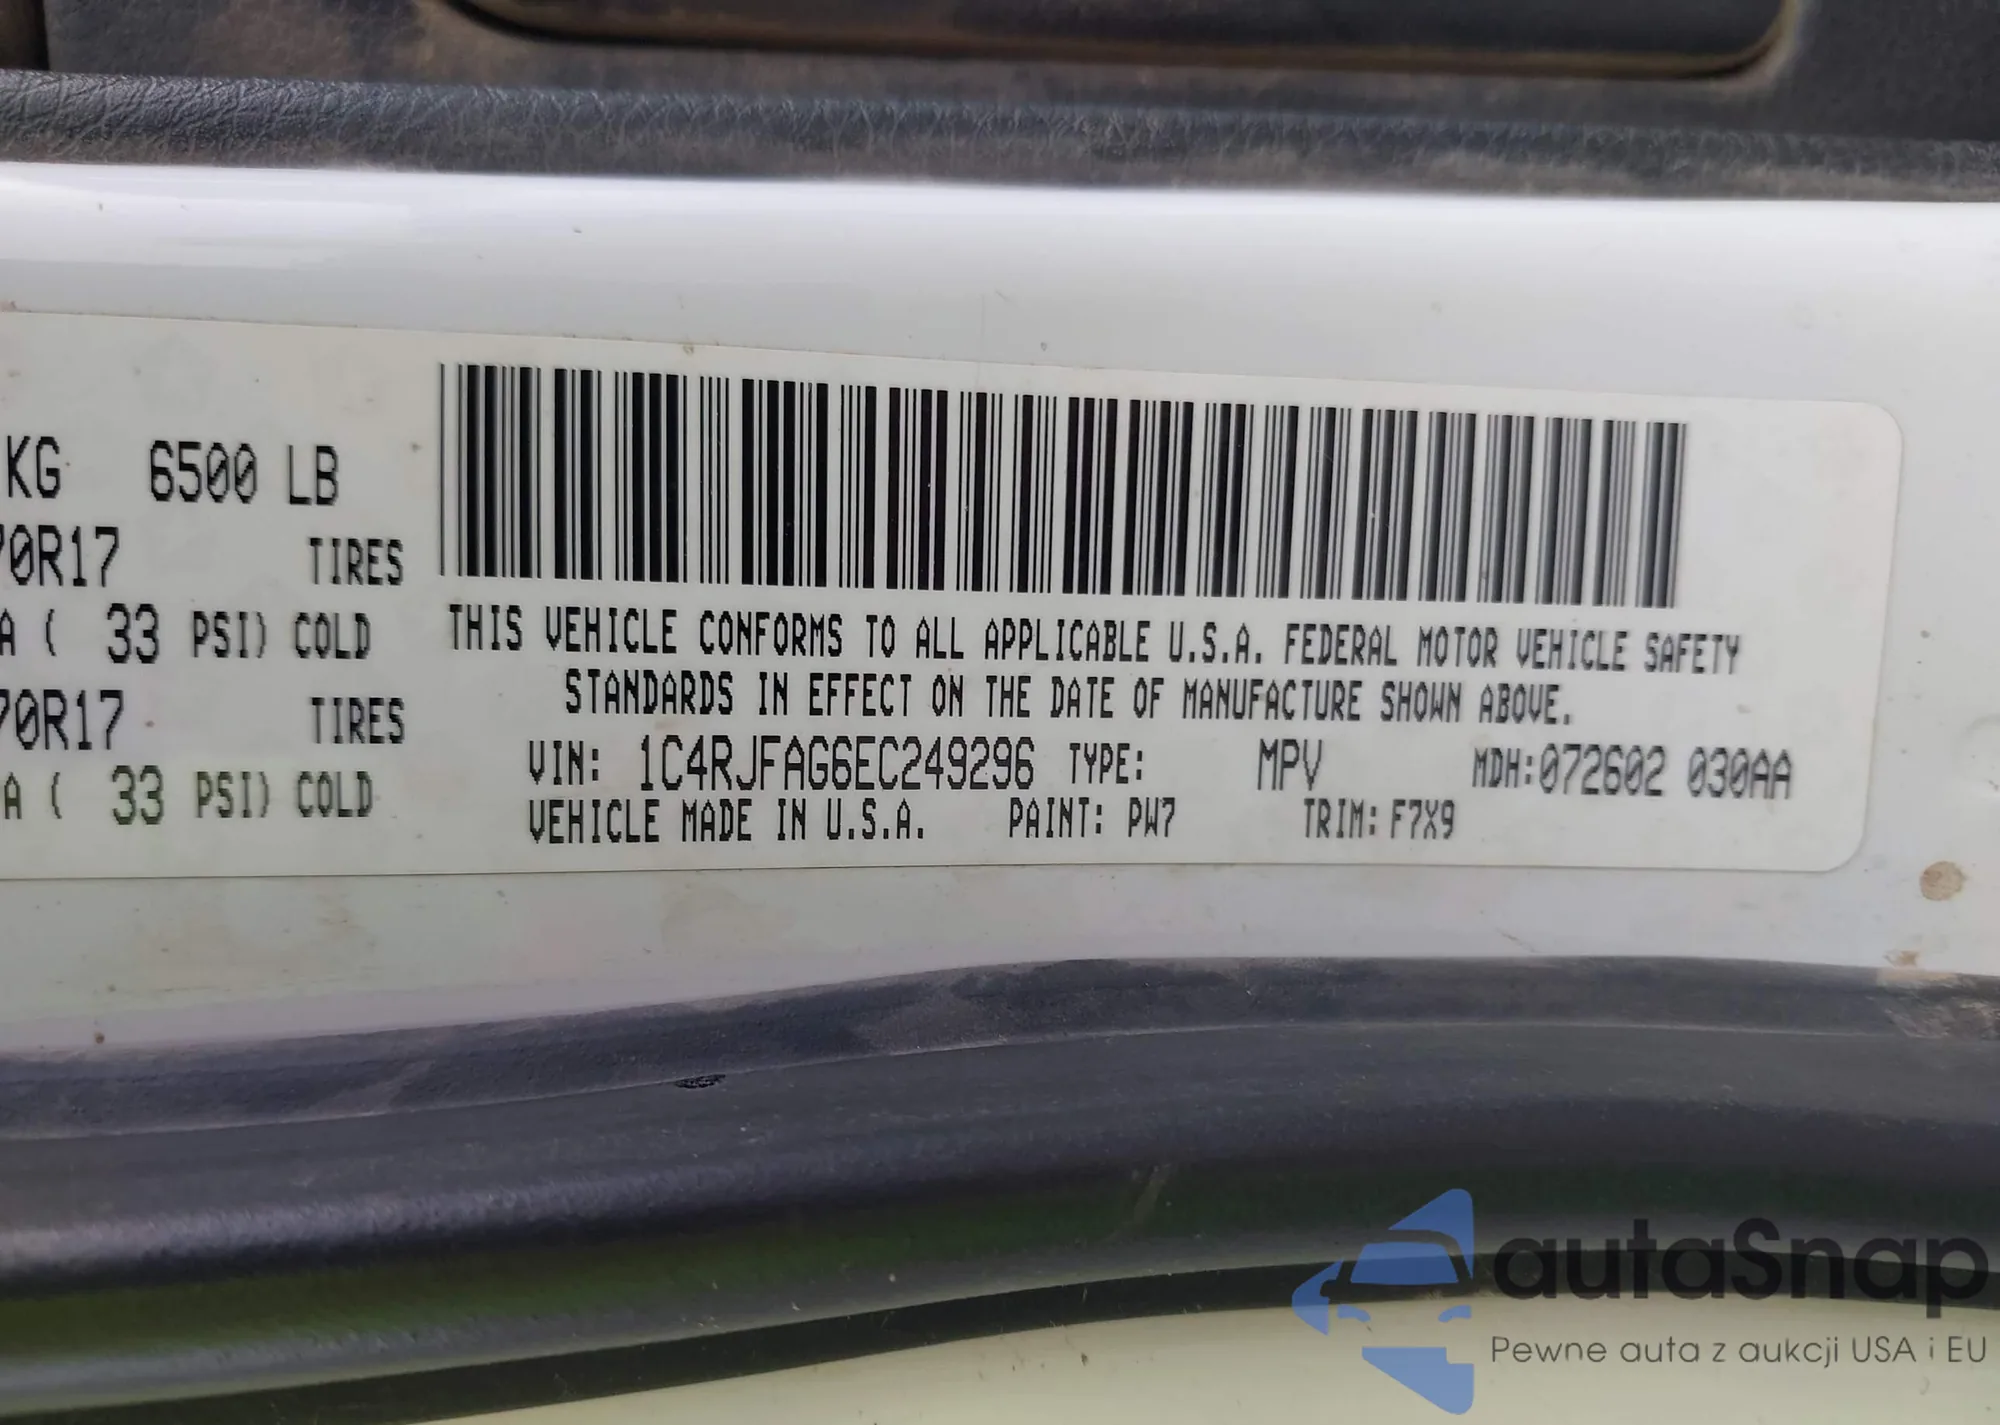 KG 6500 LB
70R17 TIRES
A ( 33 PSI) COLD
70R17 TIRES
A ( 33 PSI) COLD
THIS VEHICLE CONFORMS TO ALL APPLICABLE U.S.A. FEDERAL MOTOR VEHICLE SAFETY
STANDARDS IN EFFECT ON THE DATE OF MANUFACTURE SHOWN ABOVE.
VIN: 1C4RJFAG6EC249296 TYPE: MPV MDH:072602 030AA
VEHICLE MADE IN U.S.A. PAINT: PW7 TRIM: F7X9
autaSnap
Pewne auta z aukcji USA i EU